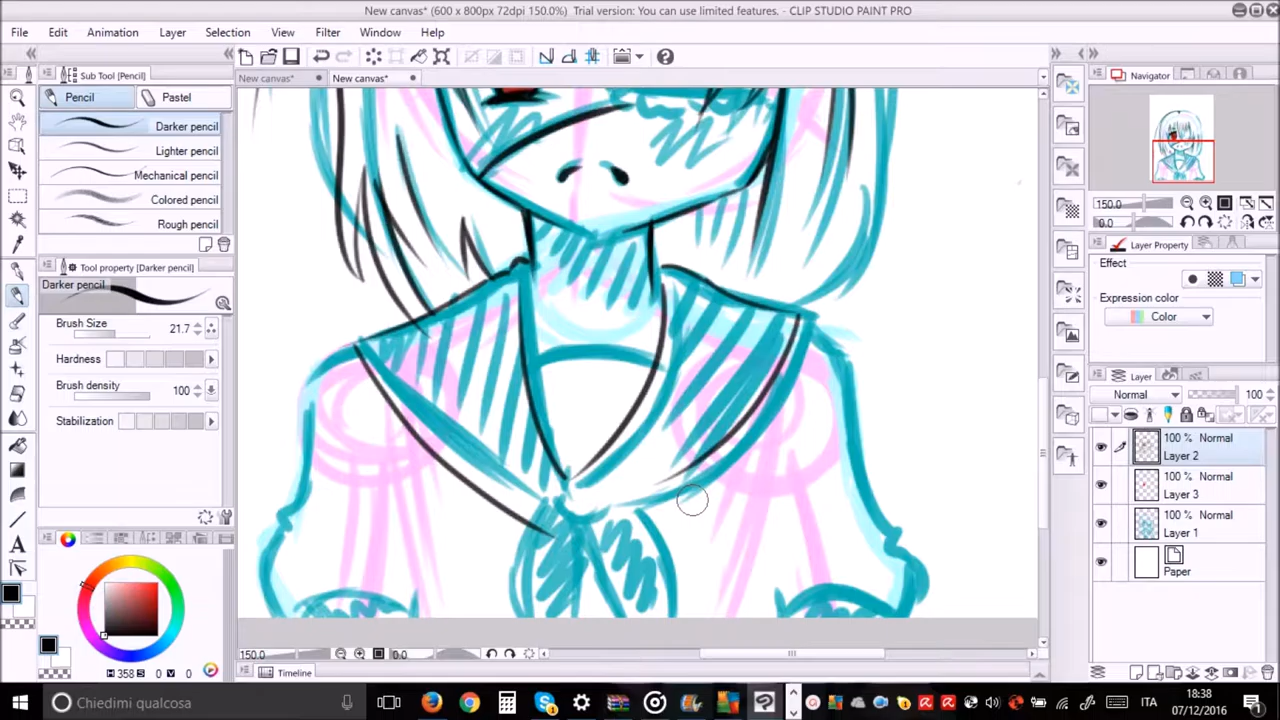 New canvas* (600 x 800px 72dpi 150.0%) Trial version: You can use limited features. - CLIP STUDIO PAINT PRO
File Edit Animation Layer Selection View Filter Window Help
New canvas* New canvas*
Sub Tool [Pencil]
Pencil Pastel
Darker pencil
Lighter pencil
Mechanical pencil
Colored pencil
Rough pencil
Tool property [Darker pencil]
Darker pencil
Brush Size 21.7
Hardness
Brush density 100
Stabilization
H 358 S 0 V 0
150.0 0.0
Timeline
Navigator
150.0
0.0
Layer Property
Effect
Expression color
Color
Layer
Normal 100
100 % Normal
Layer 2
100 % Normal
Layer 3
100 % Normal
Layer 1
Paper
Chiedimi qualcosa
ITA
18:38
07/12/2016